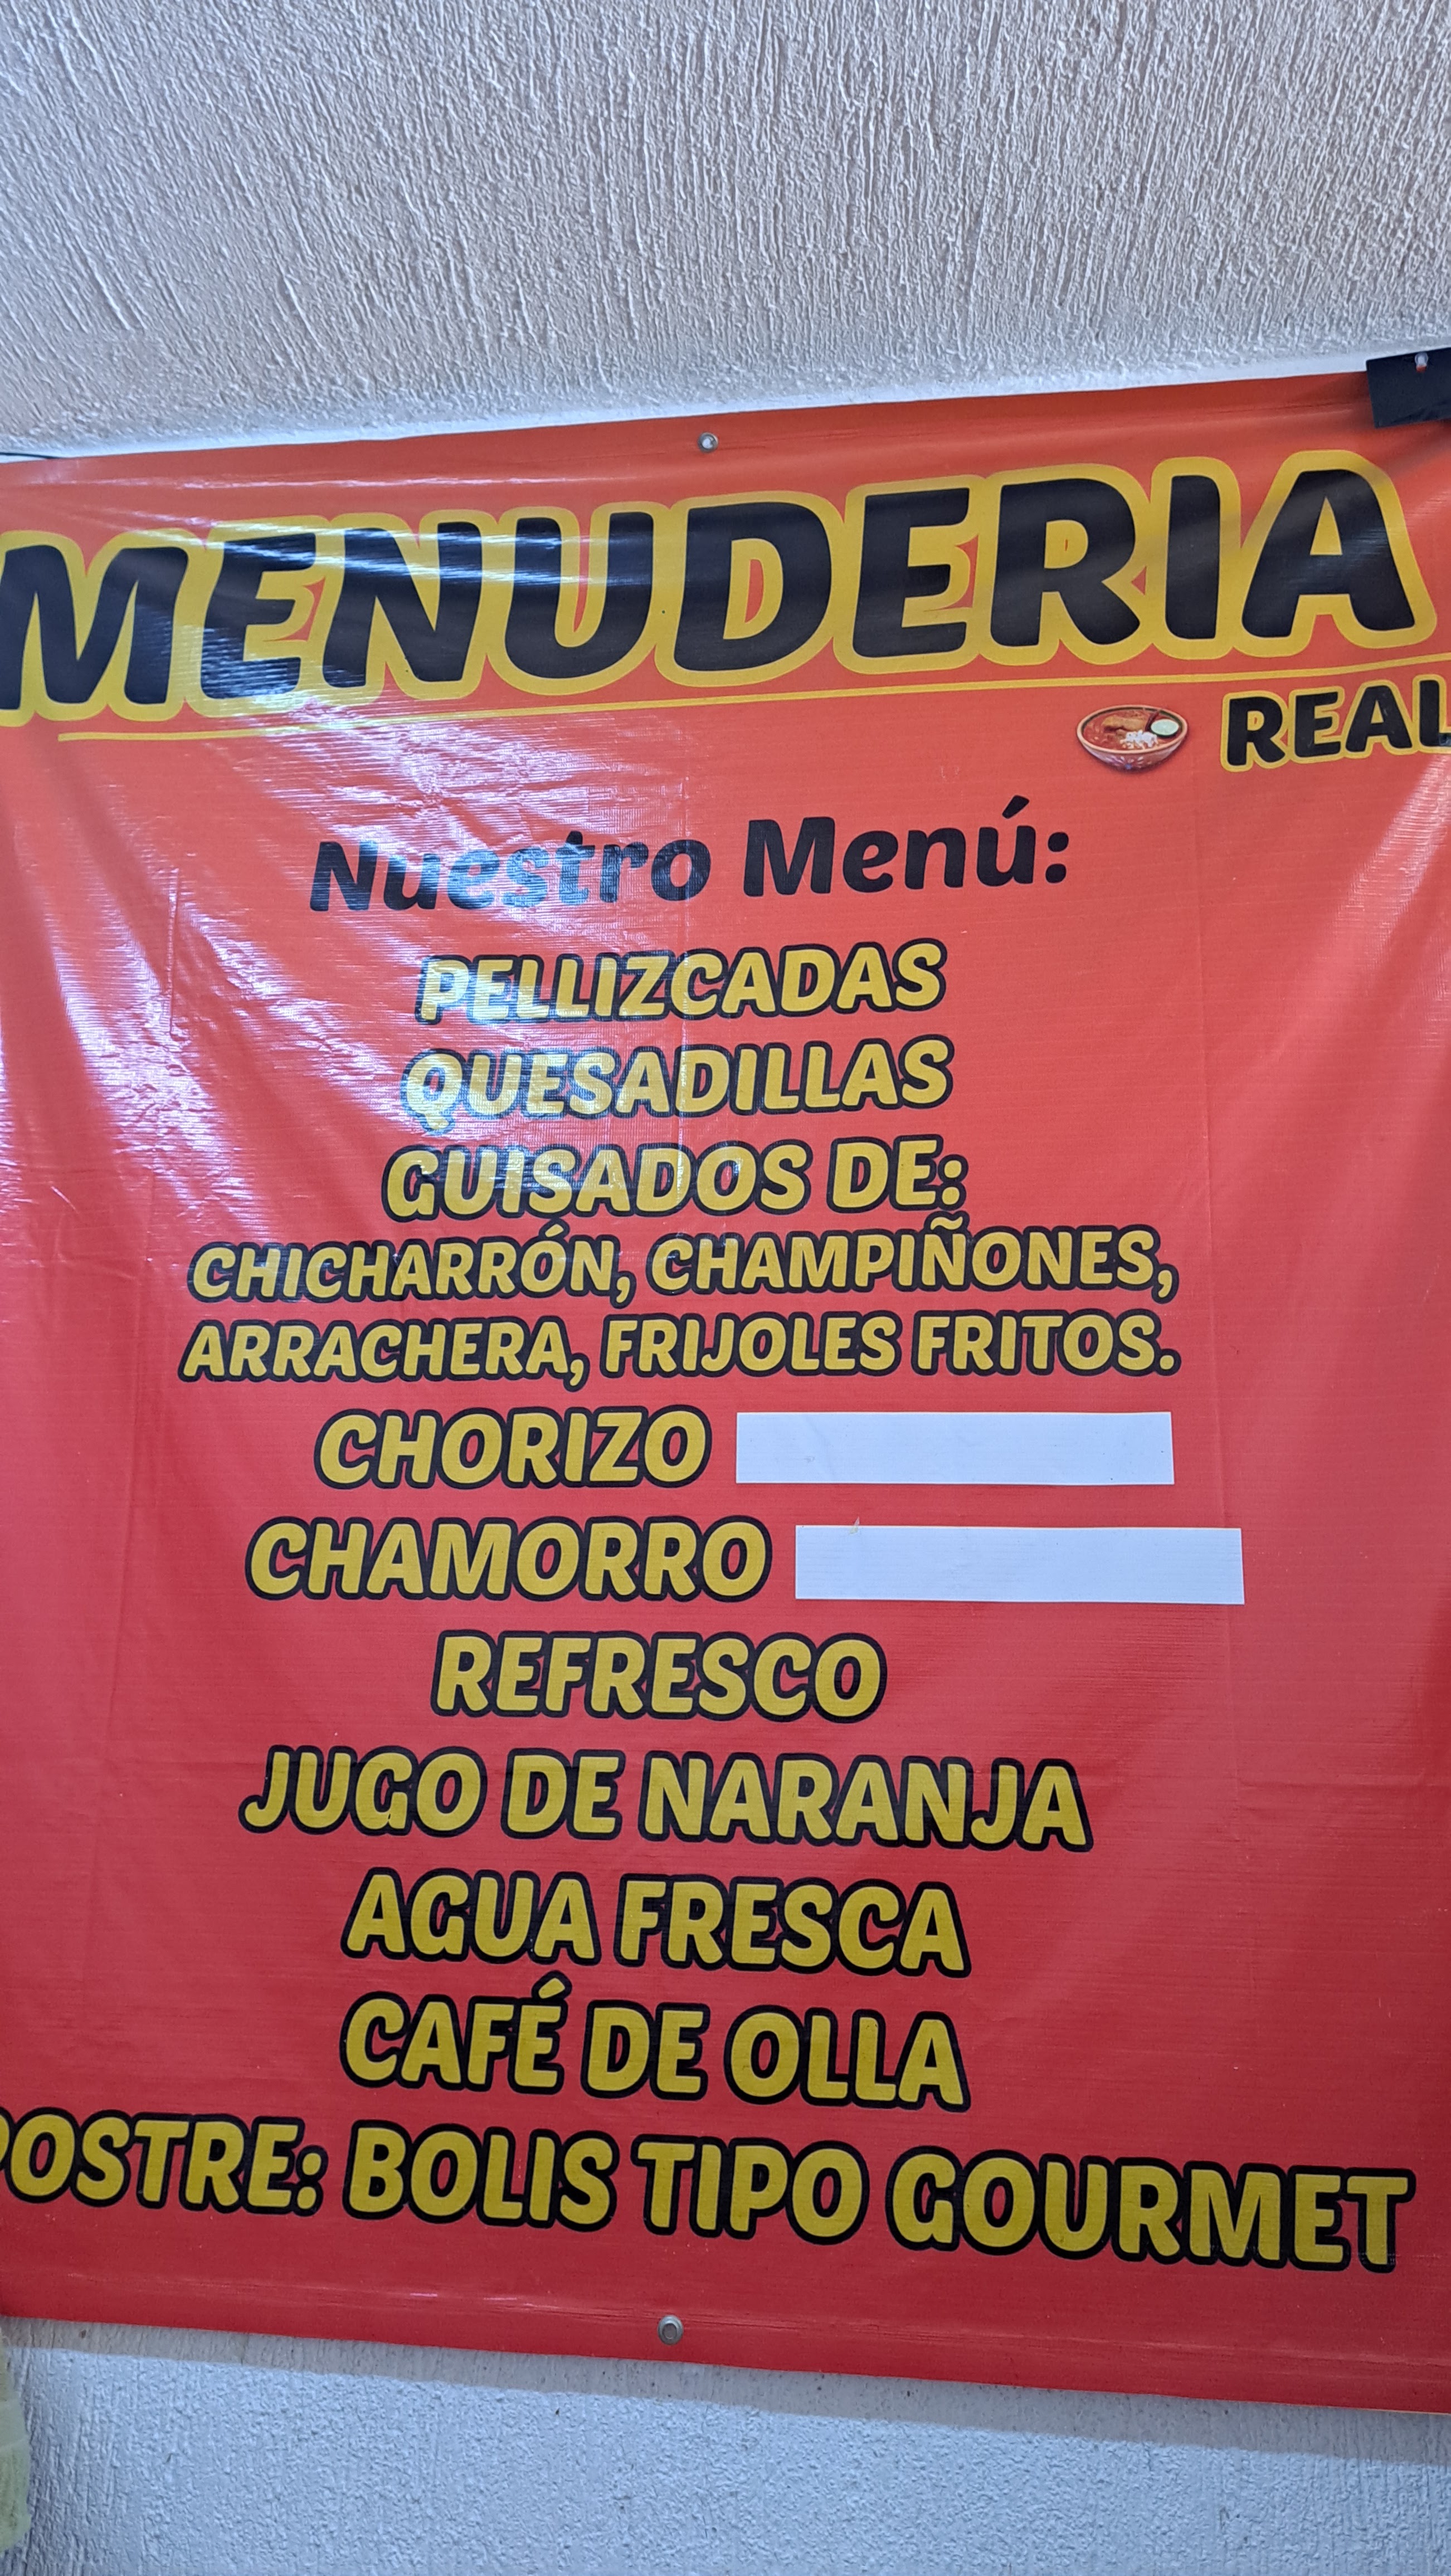 MENUDERIA
REAL
Nuestro Menú:
PELLIZCADAS
QUESADILLAS
GUISADOS DE:
CHICHARRÓN, CHAMPIÑONES,
ARRACHERA, FRIJOLES FRITOS.
CHORIZO
CHAMORRO
REFRESCO
JUGO DE NARANJA
AGUA FRESCA
CAFÉ DE OLLA
POSTRE: BOLIS TIPO GOURMET